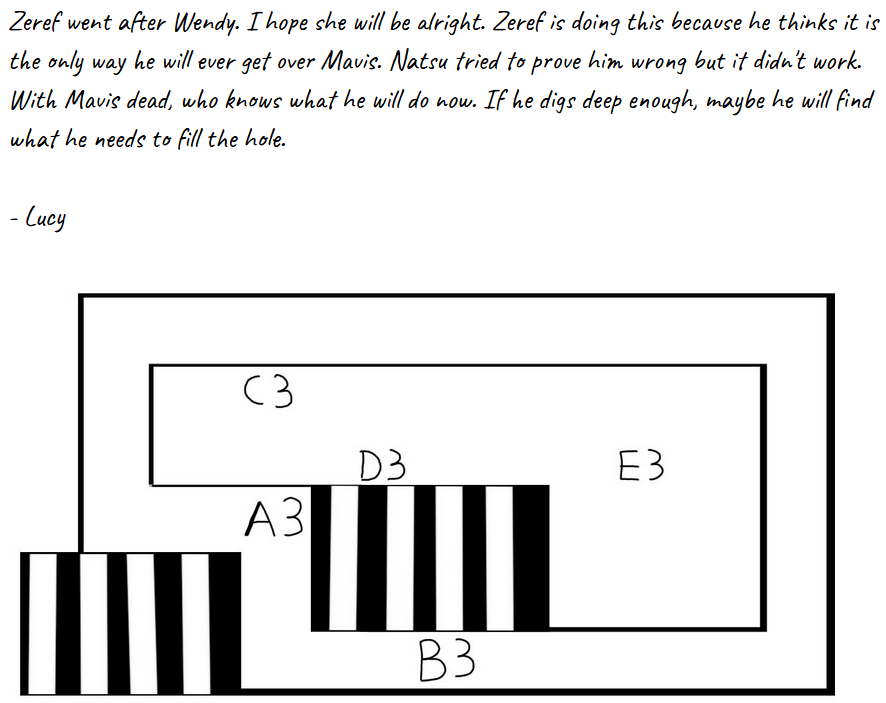 Zeref went after Wendy. I hope she will be alright. Zeref is doing this because he thinks it is
the only way he will ever get over Mavis. Natsu tried to prove him wrong but it didn't work.
With Mavis dead, who knows what he will do now. If he digs deep enough, maybe he will find
what he needs to fill the hole.
- Lucy
C3
D3
E3
A3
B3